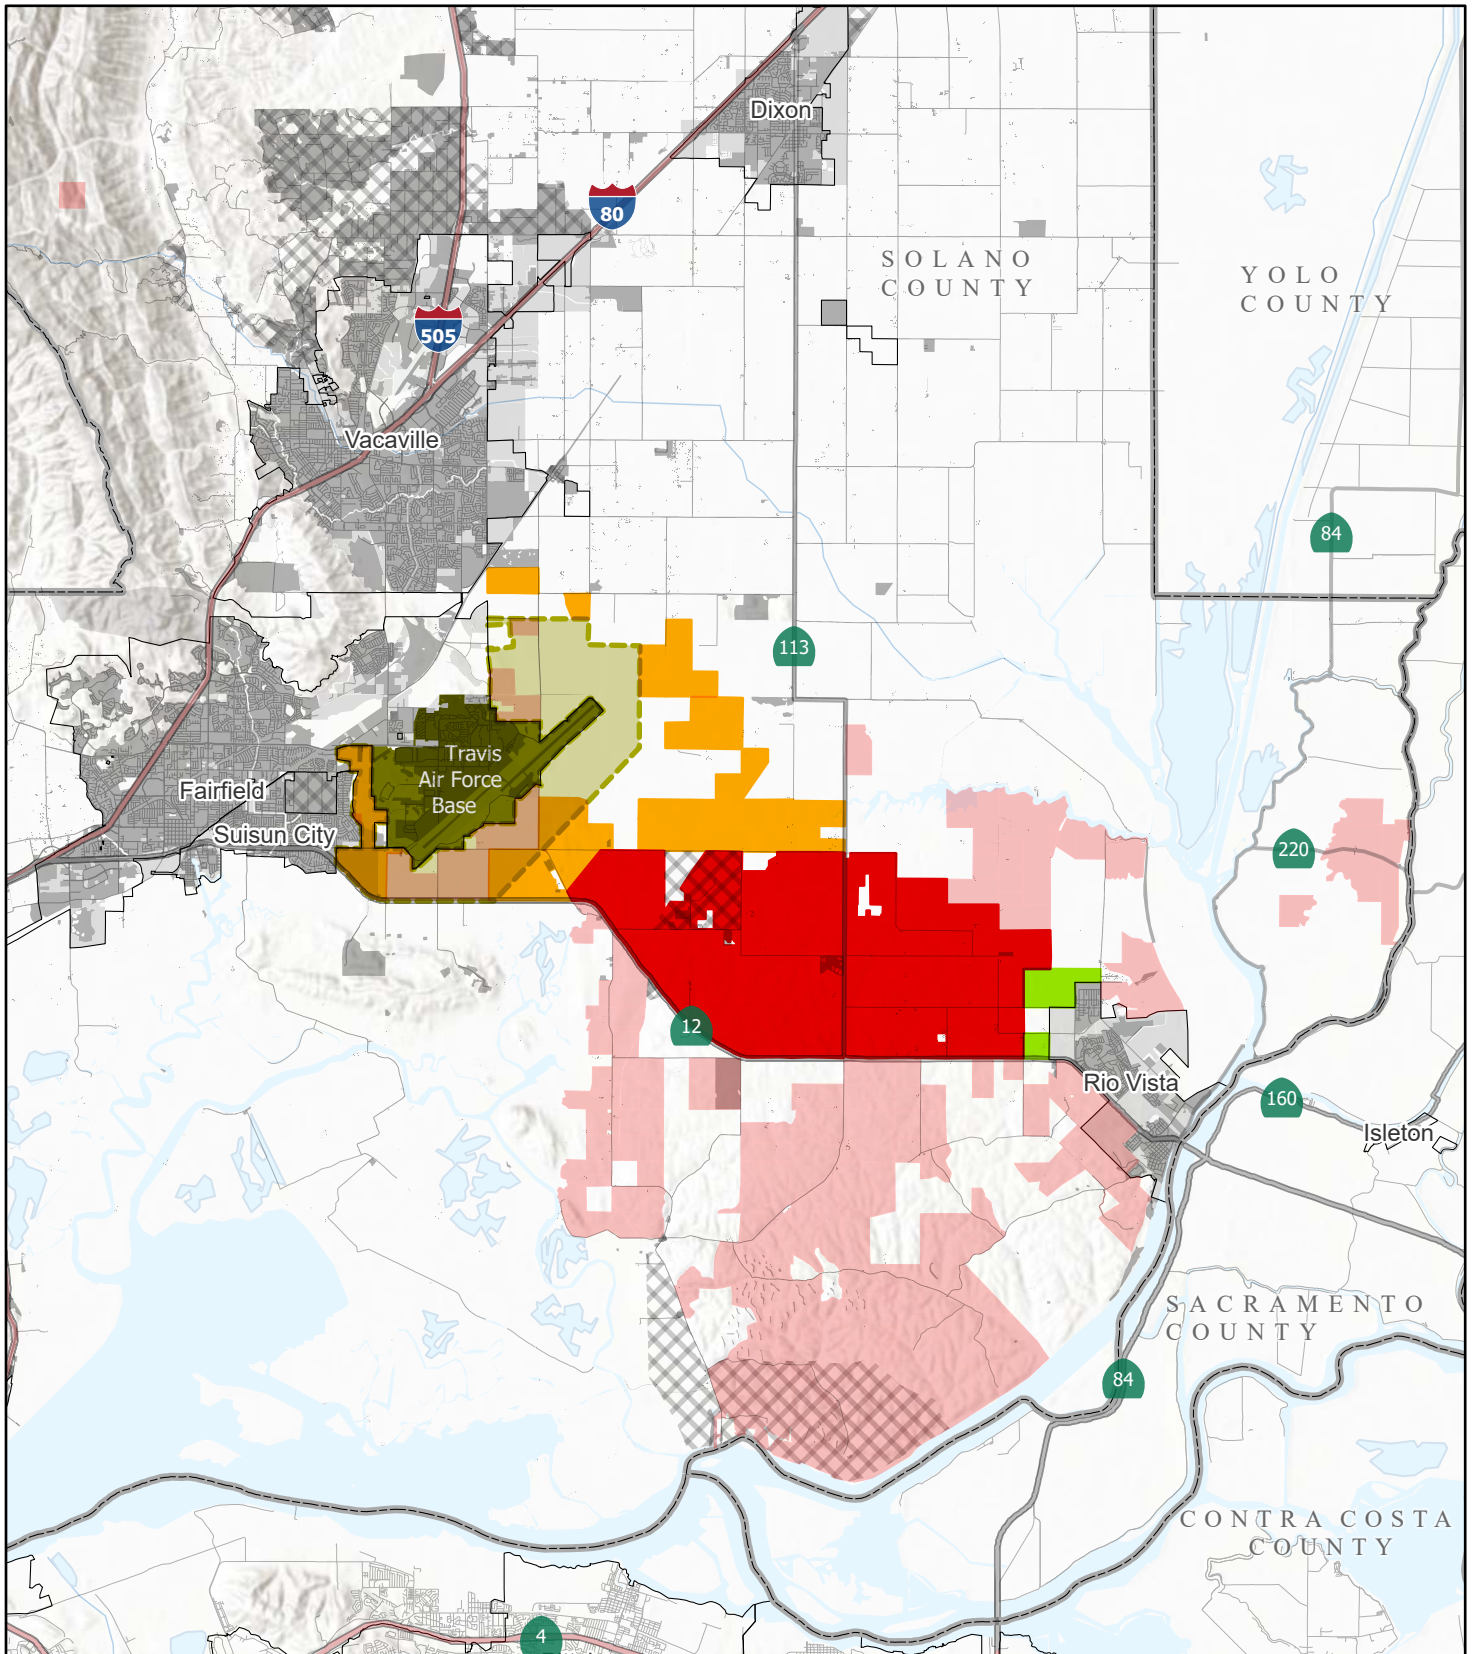 Dixon
80
SOLANO
COUNTY
YOLO
COUNTY
505
Vacaville
84
113
Travis
Air Force
Base
Fairfield
Suisun City
220
12
Rio Vista
160
Isleton
SACRAMENTO
COUNTY
84
CONTRA COSTA
COUNTY
4